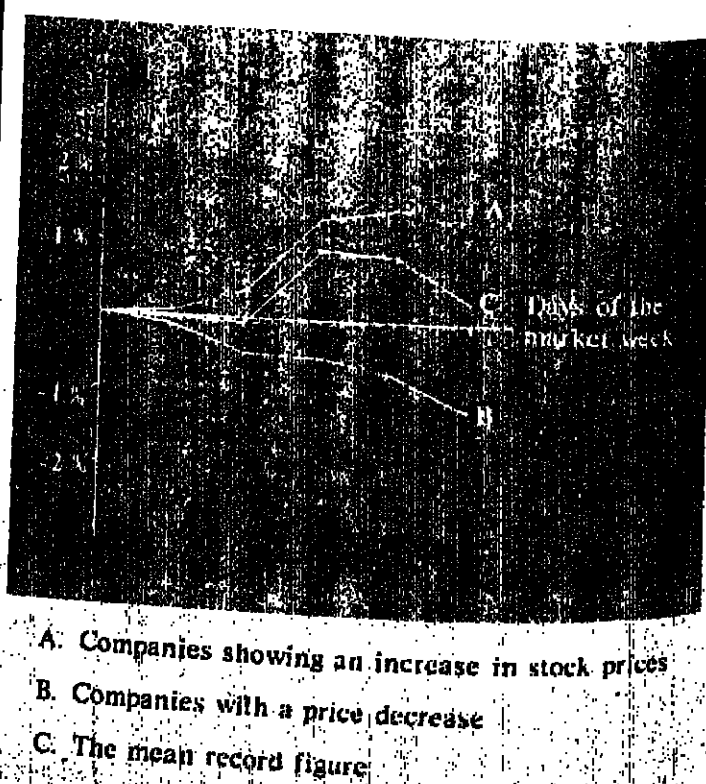 2 %
1 %
A
C
Days of the
market week
-1 %
B
-2 %
A. Companies showing an increase in stock prices
B. Companies with a price decrease
C. The mean record figure